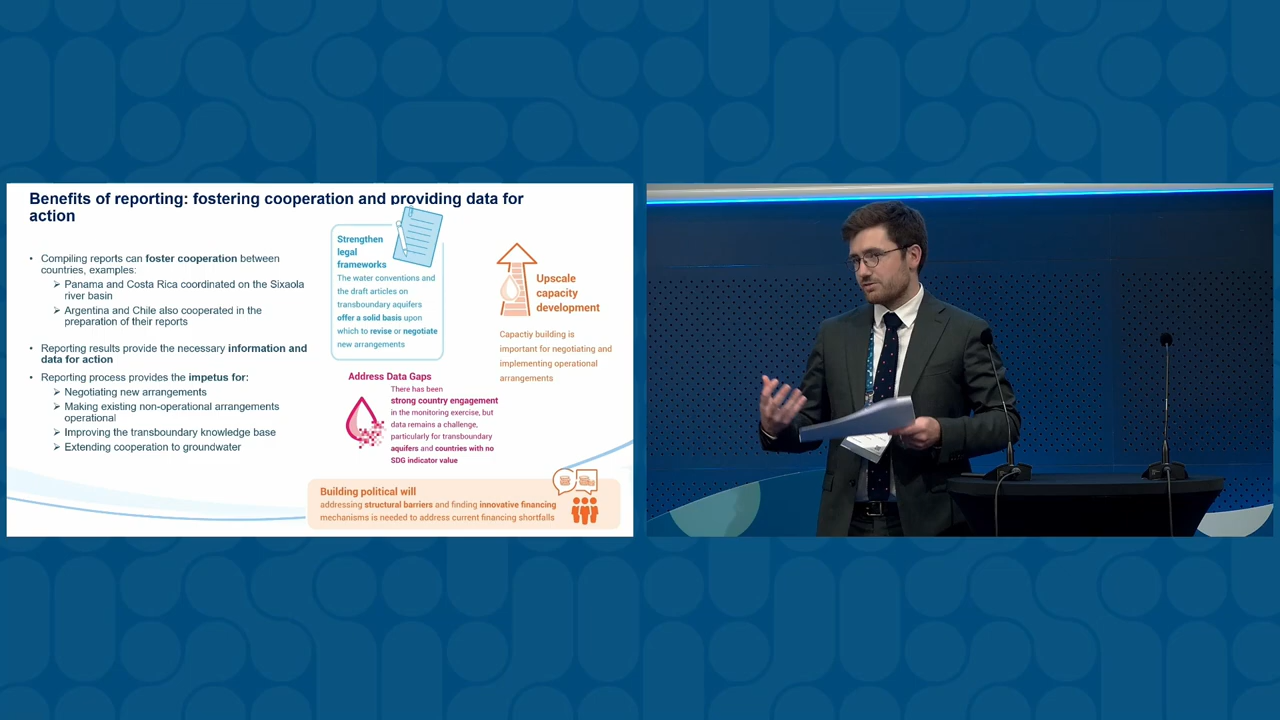 Benefits of reporting: fostering cooperation and providing data for
action
• Compiling reports can foster cooperation between
countries, examples:
➢ Panama and Costa Rica coordinated on the Sixaola
river basin
➢ Argentina and Chile also cooperated in the
preparation of their reports
• Reporting results provide the necessary information and
data for action
• Reporting process provides the impetus for:
➢ Negotiating new arrangements
➢ Making existing non-operational arrangements
operational
➢ Improving the transboundary knowledge base
➢ Extending cooperation to groundwater
Strengthen
legal
frameworks
The water conventions and
the draft articles on
transboundary aquifers
offer a solid basis upon
which to revise or negotiate
new arrangements
Upscale
capacity
development
Capactiy building is
important for negotiating and
implementing operational
arrangements
Address Data Gaps
There has been
strong country engagement
in the monitoring exercise, but
data remains a challenge,
particularly for transboundary
aquifers and countries with no
SDG indicator value
Building political will
addressing structural barriers and finding innovative financing
mechanisms is needed to address current financing shortfalls